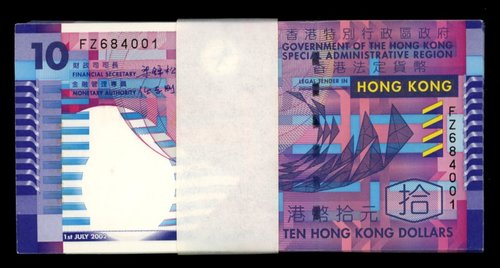 10
FZ684001
財政司司長
FINANCIAL SECRETARY
金融管理專員
MONETARY AUTHORITY
1st JULY 2002
香港特別行政區政府
GOVERNMENT OF THE HONG KONG
SPECIAL ADMINISTRATIVE REGION
香港法定貨幣
LEGAL TENDER IN
HONG KONG
FZ684001
拾
港幣拾元
TEN HONG KONG DOLLARS